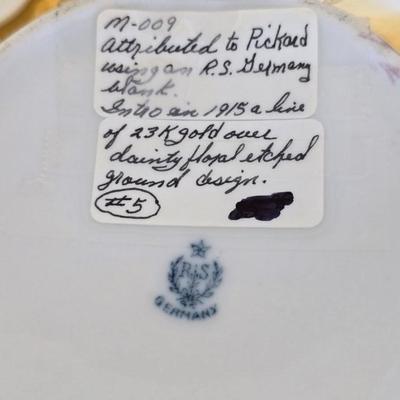 M-009
Attributed to Pickard
using an R.S. Germany
blank.
Intro in 1915 a line
of 23K gold over
dainty floral etched
ground design.
#5
R S
GERMANY